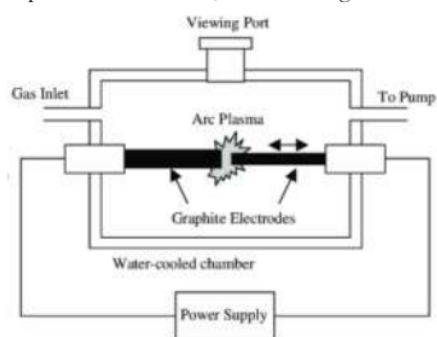 Viewing Port
Gas Inlet
To Pump
Arc Plasma
Graphite Electrodes
Water-cooled chamber
Power Supply